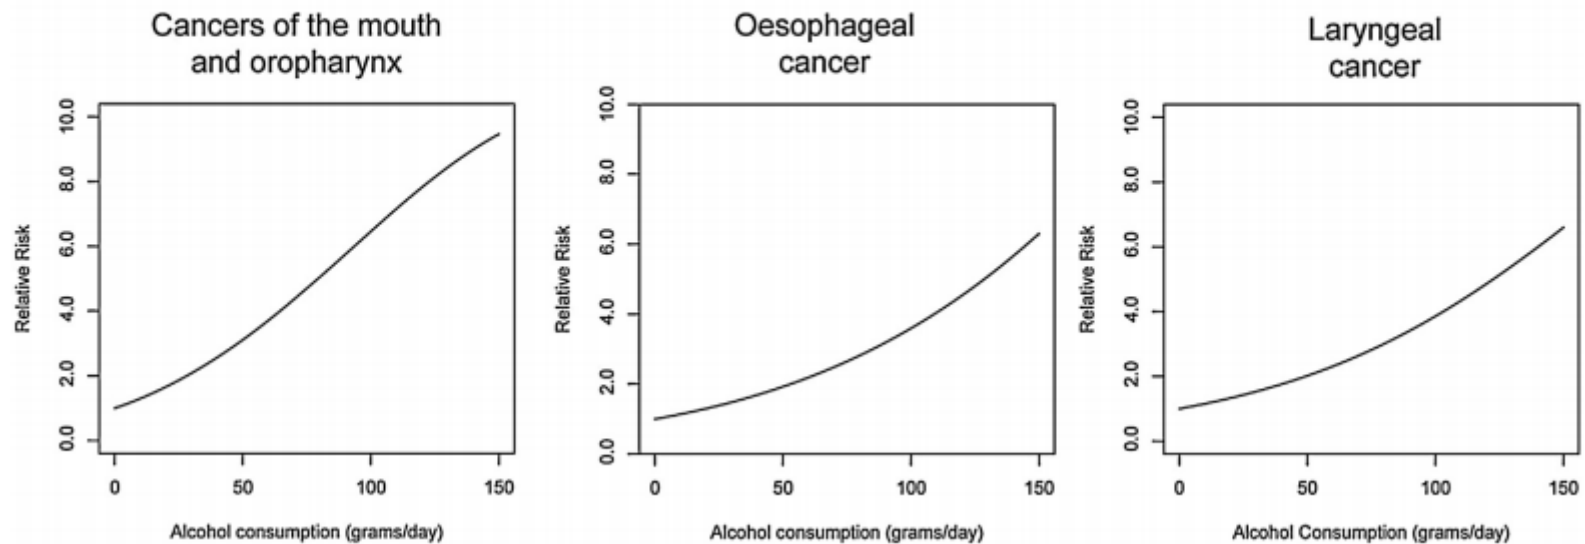 Cancers of the mouth
and oropharynx
Relative Risk
10.0
8.0
6.0
4.0
2.0
0.0
0 50 100 150
Alcohol consumption (grams/day)
Oesophageal
cancer
Relative Risk
10.0
8.0
6.0
4.0
2.0
0.0
0 50 100 150
Alcohol consumption (grams/day)
Laryngeal
cancer
Relative Risk
10.0
8.0
6.0
4.0
2.0
0.0
0 50 100 150
Alcohol Consumption (grams/day)